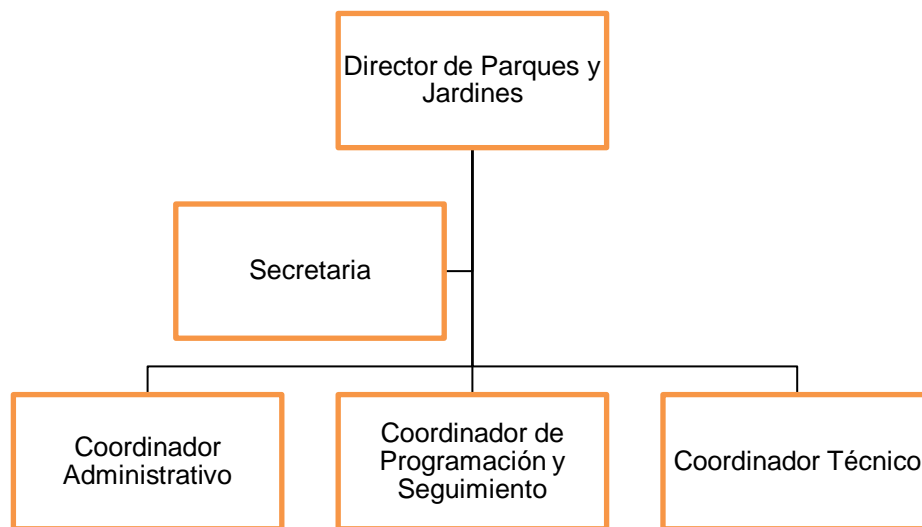 Director de Parques y
Jardines
Secretaria
Coordinador
Administrativo
Coordinador de
Programación y
Seguimiento
Coordinador Técnico